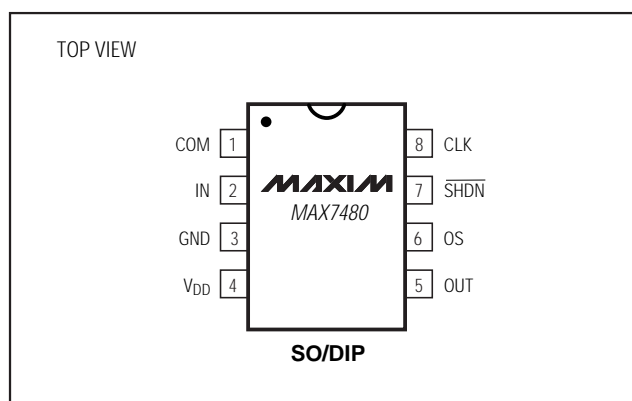 TOP VIEW
COM 1 8 CLK
IN 2 MAXIM 7 SHDN
MAX7480
GND 3 6 OS
VDD 4 5 OUT
SO/DIP